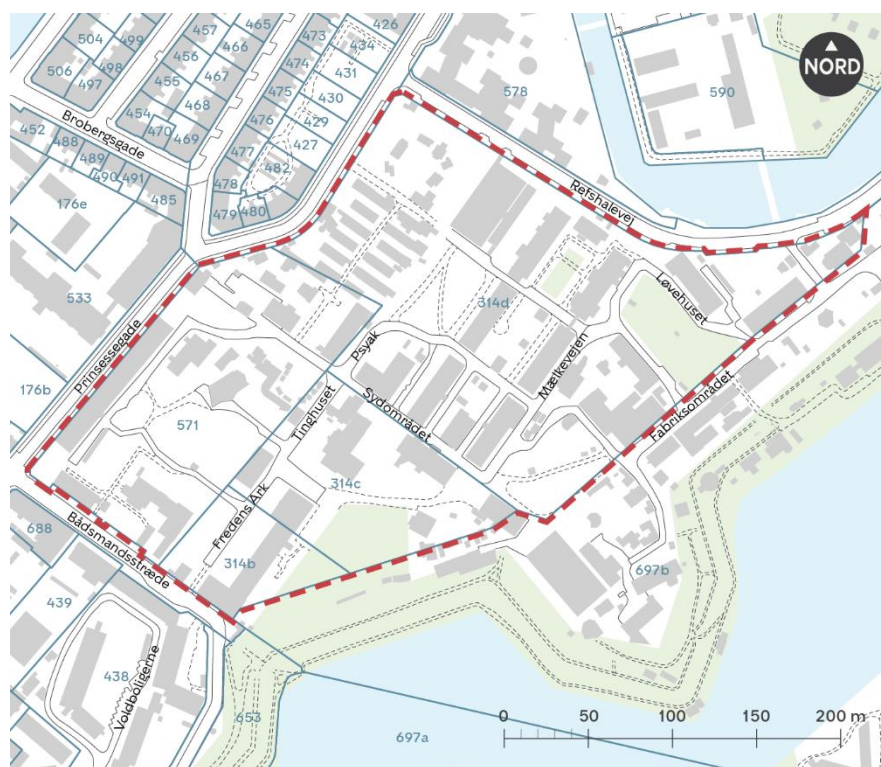 426
465
457
473
434
504
499
466
456
474
431
498
506
497
455
467
475
430
578
590
NORD
468
429
454
476
470
469
427
Brobergsgade
452
488
477
482
489
490
491
478
485
479
480
176e
Refshalevej
533
Løvehuset
314d
Prinsessegade
Psyak
Mælkevejen
176b
Tinghuset
Sydområdet
Fabriksområdet
571
314c
Fredens Ark
688
Bådsmandsstræde
314b
697b
439
438
Voldboligerne
653
697a
0 50 100 200 m